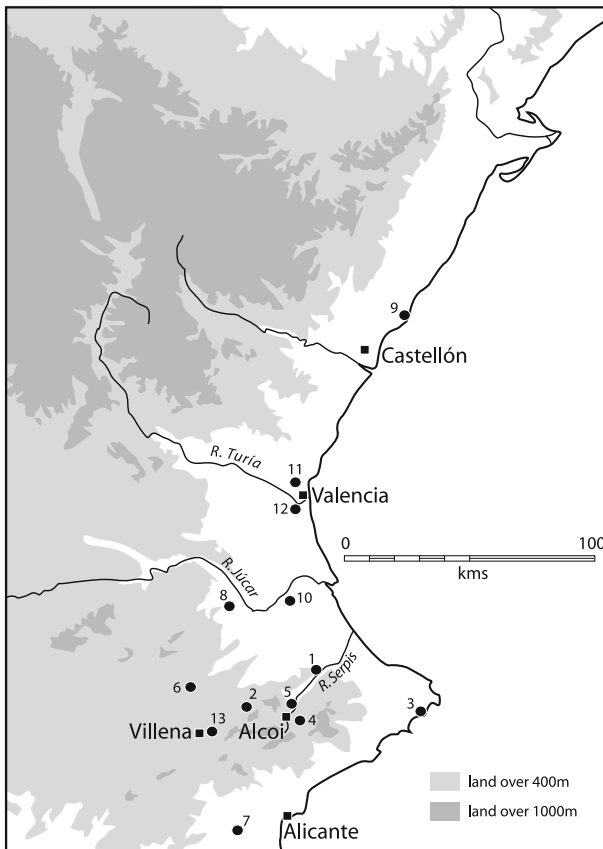 9
Castellón
R. Turía
11
Valencia
12
0 100
kms
R. Júcar
8
10
1
R. Serpis
6
2
5
3
4
Villena
13
Alcoi
land over 400m
7
Alicante
land over 1000m